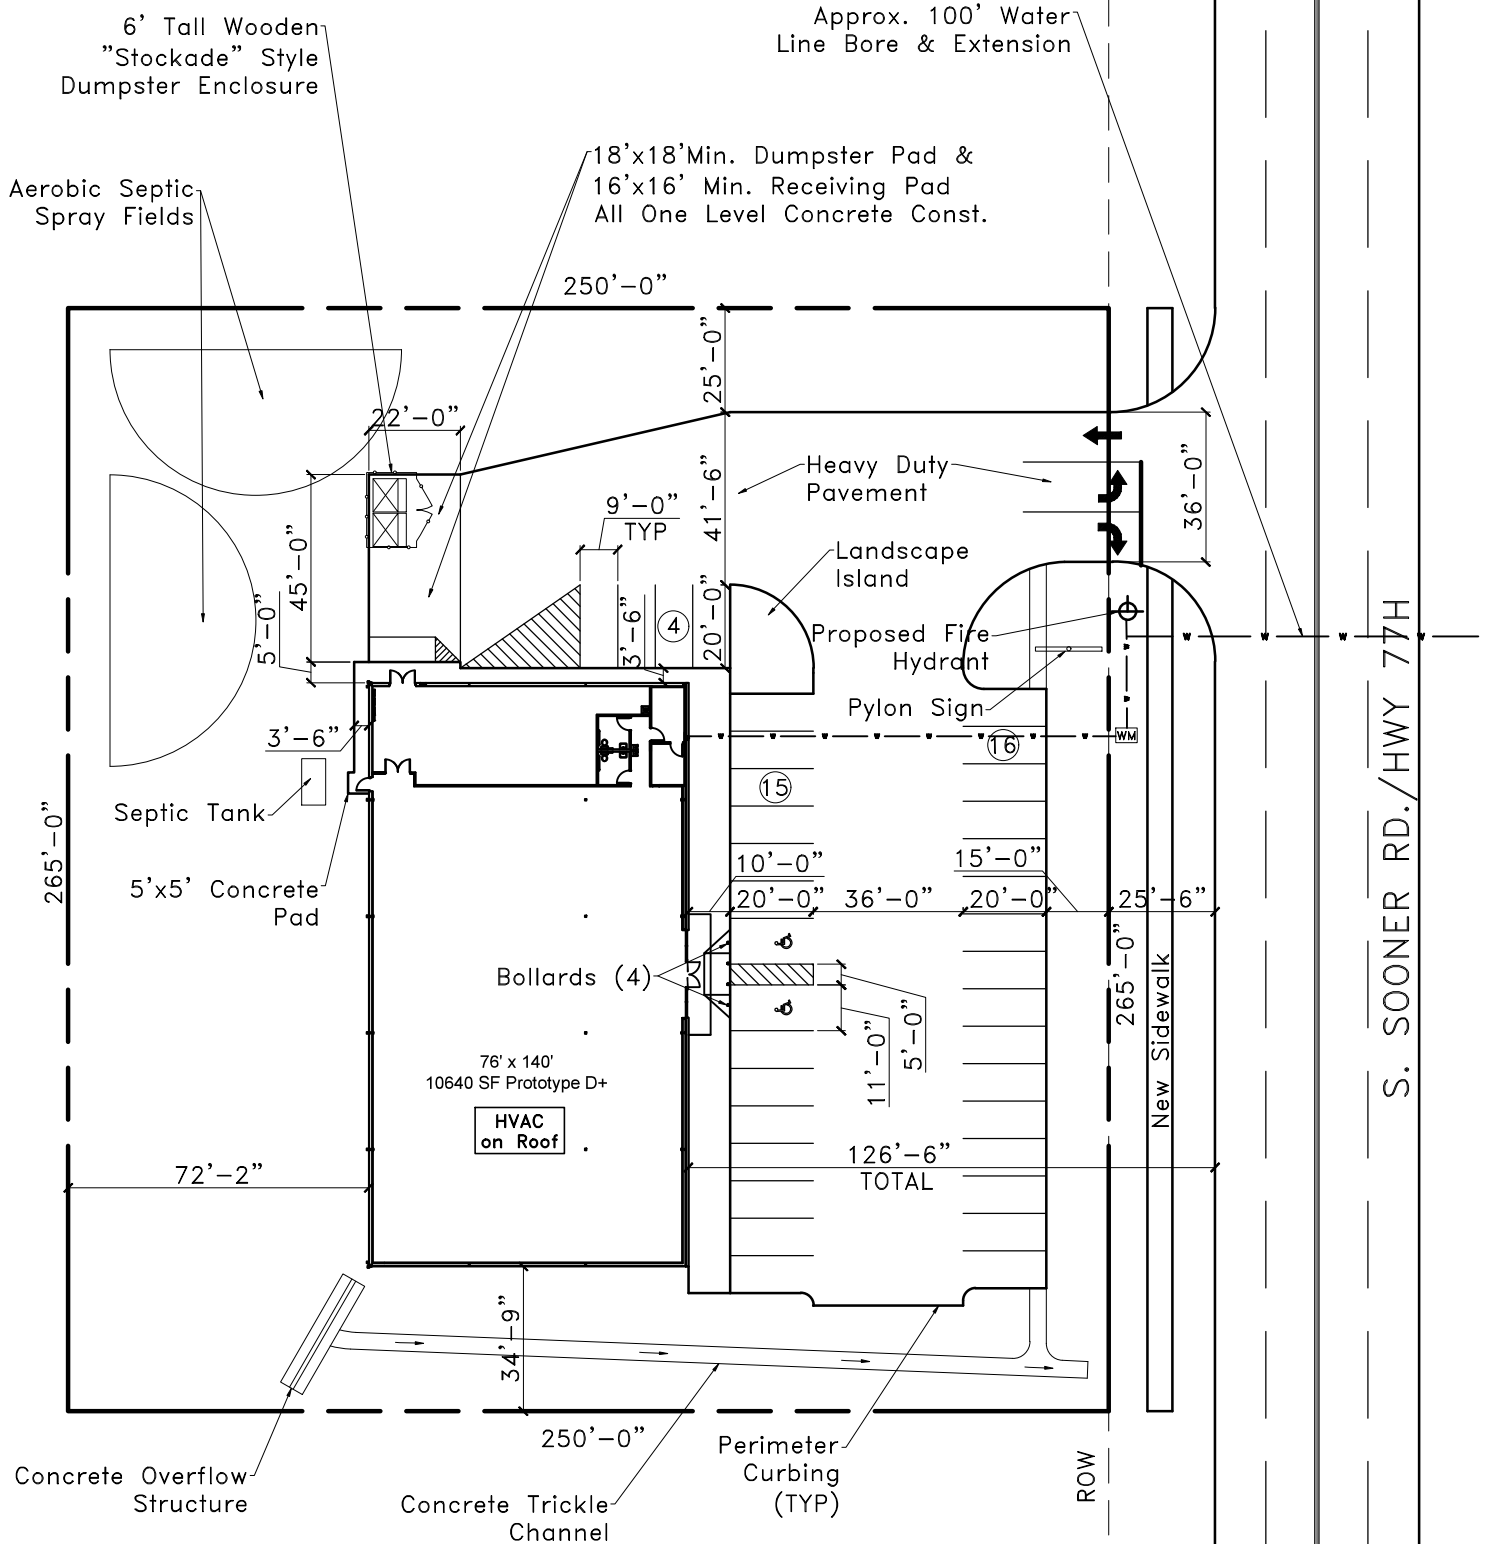 6' Tall Wooden
"Stockade" Style
Dumpster Enclosure
Approx. 100' Water
Line Bore & Extension
18'x18'Min. Dumpster Pad &
16'x16' Min. Receiving Pad
All One Level Concrete Const.
Aerobic Septic
Spray Fields
250'-0"
25'-0"
22'-0"
Heavy Duty
Pavement
41'-6"
36'-0"
9'-0"
TYP
45'-0"
Landscape
Island
5'-0"
3'-6"
4
20'-0"
Proposed Fire
Hydrant
W
W
W
W
W
Pylon Sign
3'-6"
W
W
W
W
W
W
W
W
W
WM
16
15
Septic Tank
265'-0"
5'x5' Concrete
Pad
10'-0"
15'-0"
20'-0"
36'-0"
20'-0"
25'-6"
265'-0"
New Sidewalk
S. SOONER RD./HWY 77H
Bollards (4)
11'-0"
5'-0"
76' x 140'
10640 SF Prototype D+
HVAC
on Roof
72'-2"
126'-6"
TOTAL
34'-9"
250'-0"
Perimeter
Curbing
(TYP)
ROW
Concrete Overflow
Structure
Concrete Trickle
Channel